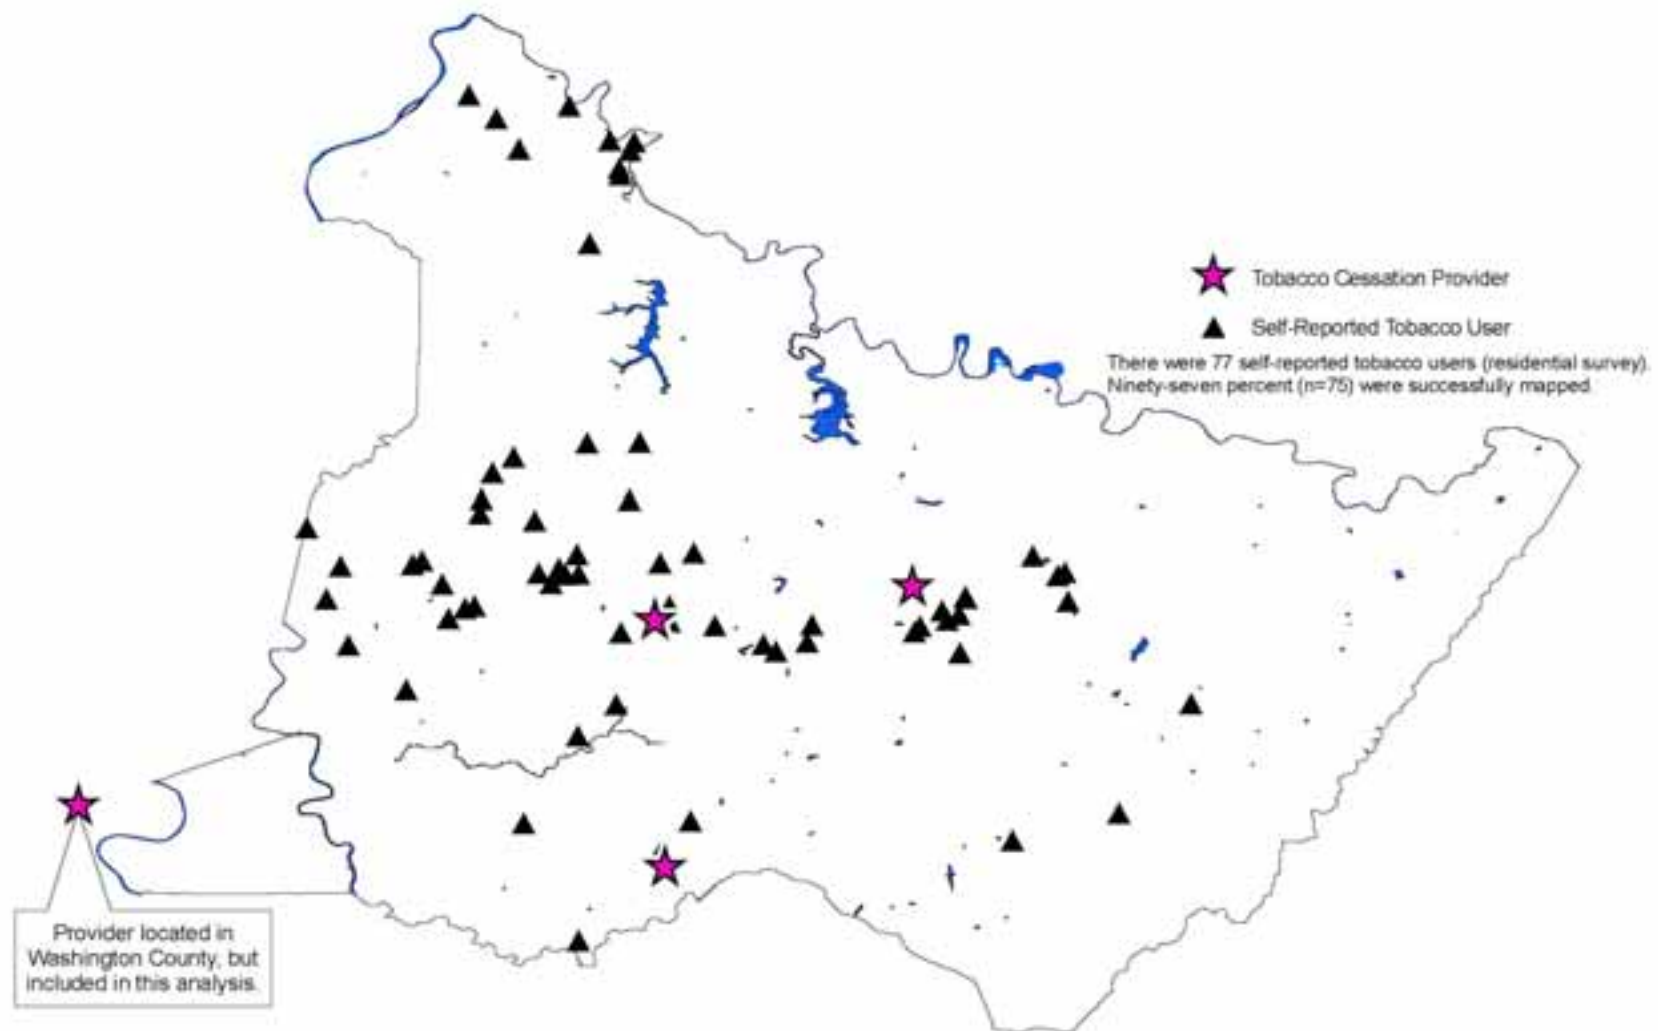 Tobacco Cessation Provider
Self-Reported Tobacco User
There were 77 self-reported tobacco users (residential survey).
Ninety-seven percent (n=75) were successfully mapped.
Provider located in
Washington County, but
included in this analysis.